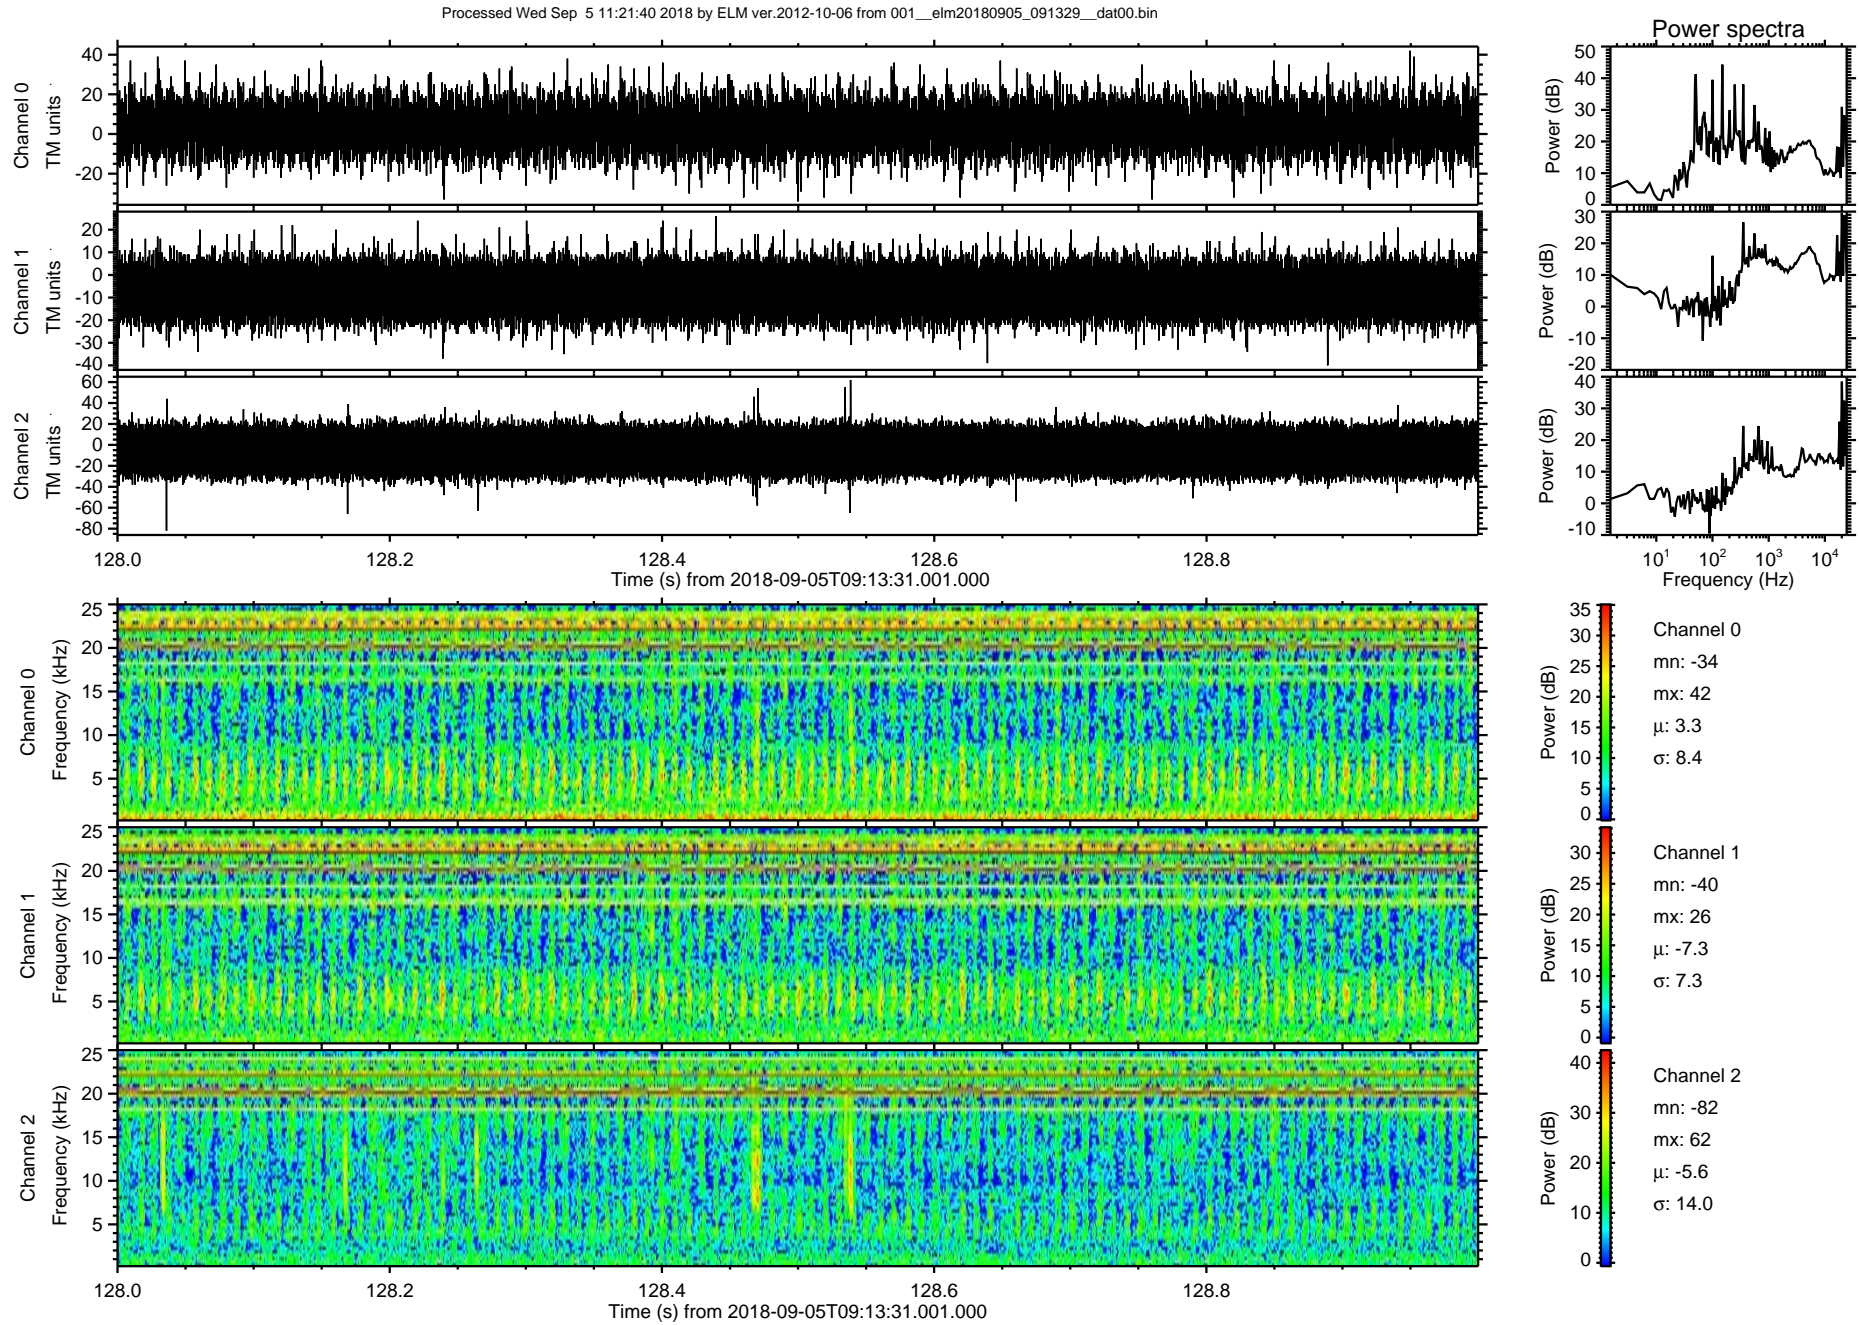 Processed Wed Sep  5 11:21:40 2018 by ELM ver.2012-10-06 from 001__elm20180905_091329__dat00.bin
Power spectra
Channel 0
TM units
40
20
0
-20
Power (dB)
50
40
30
20
10
0
Channel 1
TM units
20
10
0
-10
-20
-30
-40
Power (dB)
30
20
10
0
-10
-20
Channel 2
TM units
60
40
20
0
-20
-40
-60
-80
Power (dB)
40
30
20
10
0
-10
128.0 128.2 128.4 128.6 128.8
Time (s) from 2018-09-05T09:13:31.001.000
10^1 10^2 10^3 10^4
Frequency (Hz)
Channel 0
Frequency (kHz)
25
20
15
10
5
Power (dB)
35
30
25
20
15
10
5
0
Channel 0
mn: -34
mx: 42
μ: 3.3
σ: 8.4
Channel 1
Frequency (kHz)
25
20
15
10
5
Power (dB)
30
25
20
15
10
5
0
Channel 1
mn: -40
mx: 26
μ: -7.3
σ: 7.3
Channel 2
Frequency (kHz)
25
20
15
10
5
Power (dB)
40
30
20
10
0
Channel 2
mn: -82
mx: 62
μ: -5.6
σ: 14.0
128.0 128.2 128.4 128.6 128.8
Time (s) from 2018-09-05T09:13:31.001.000